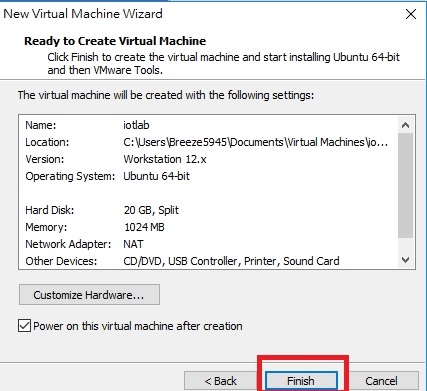 New Virtual Machine Wizard
Ready to Create Virtual Machine
Click Finish to create the virtual machine and start installing Ubuntu 64-bit
and then VMware Tools.
The virtual machine will be created with the following settings:
Name: iotlab
Location: C:\Users\Breeze5945\Documents\Virtual Machines\io...
Version: Workstation 12.x
Operating System: Ubuntu 64-bit
Hard Disk: 20 GB, Split
Memory: 1024 MB
Network Adapter: NAT
Other Devices: CD/DVD, USB Controller, Printer, Sound Card
Customize Hardware...
Power on this virtual machine after creation
< Back Finish Cancel